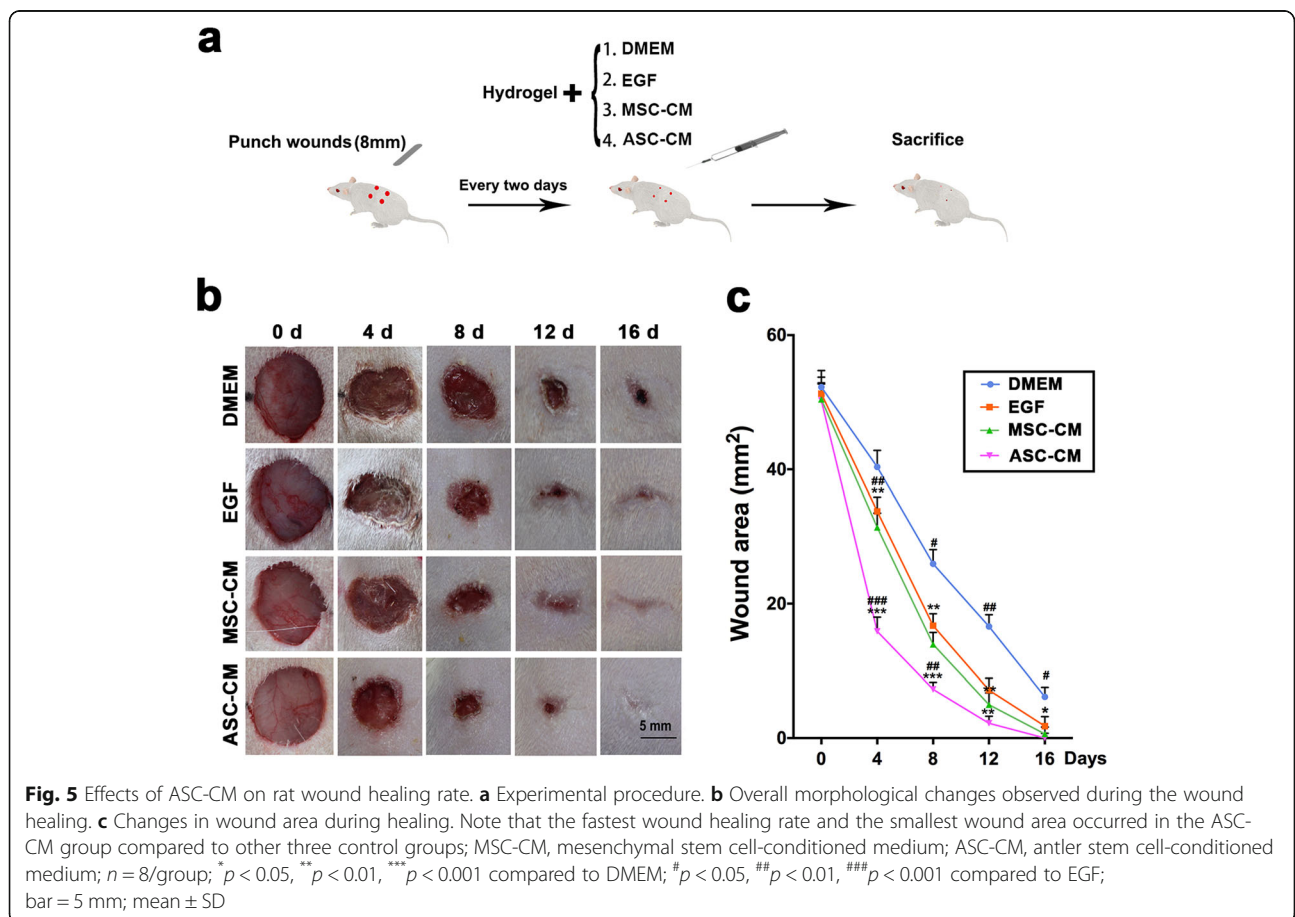 a
1. DMEM
2. EGF
Hydrogel +
3. MSC-CM
4. ASC-CM
Punch wounds (8mm)
Every two days
Sacrifice
b
0 d 4 d 8 d 12 d 16 d
DMEM
EGF
MSC-CM
ASC-CM
5 mm
c
Wound area (mm²)
60
40
20
0
DMEM
EGF
MSC-CM
ASC-CM
##
**
###
***
#
**
##
***
##
**
**
#
*
0 4 8 12 16 Days
Fig. 5 Effects of ASC-CM on rat wound healing rate. a Experimental procedure. b Overall morphological changes observed during the wound
healing. c Changes in wound area during healing. Note that the fastest wound healing rate and the smallest wound area occurred in the ASC-
CM group compared to other three control groups; MSC-CM, mesenchymal stem cell-conditioned medium; ASC-CM, antler stem cell-conditioned
medium; n = 8/group; *p < 0.05, **p < 0.01, ***p < 0.001 compared to DMEM; #p < 0.05, ##p < 0.01, ###p < 0.001 compared to EGF;
bar = 5 mm; mean ± SD